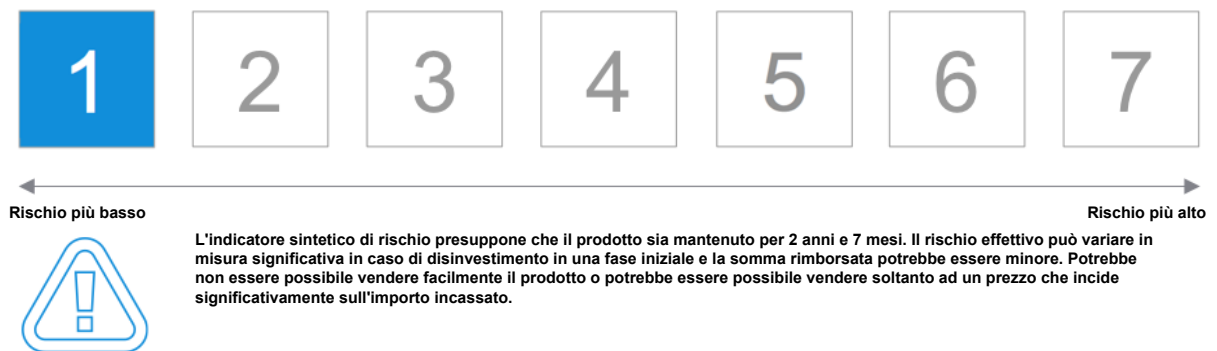 1 2 3 4 5 6 7
Rischio più basso Rischio più alto
L'indicatore sintetico di rischio presuppone che il prodotto sia mantenuto per 2 anni e 7 mesi. Il rischio effettivo può variare in
misura significativa in caso di disinvestimento in una fase iniziale e la somma rimborsata potrebbe essere minore. Potrebbe
non essere possibile vendere facilmente il prodotto o potrebbe essere possibile vendere soltanto ad un prezzo che incide
significativamente sull'importo incassato.